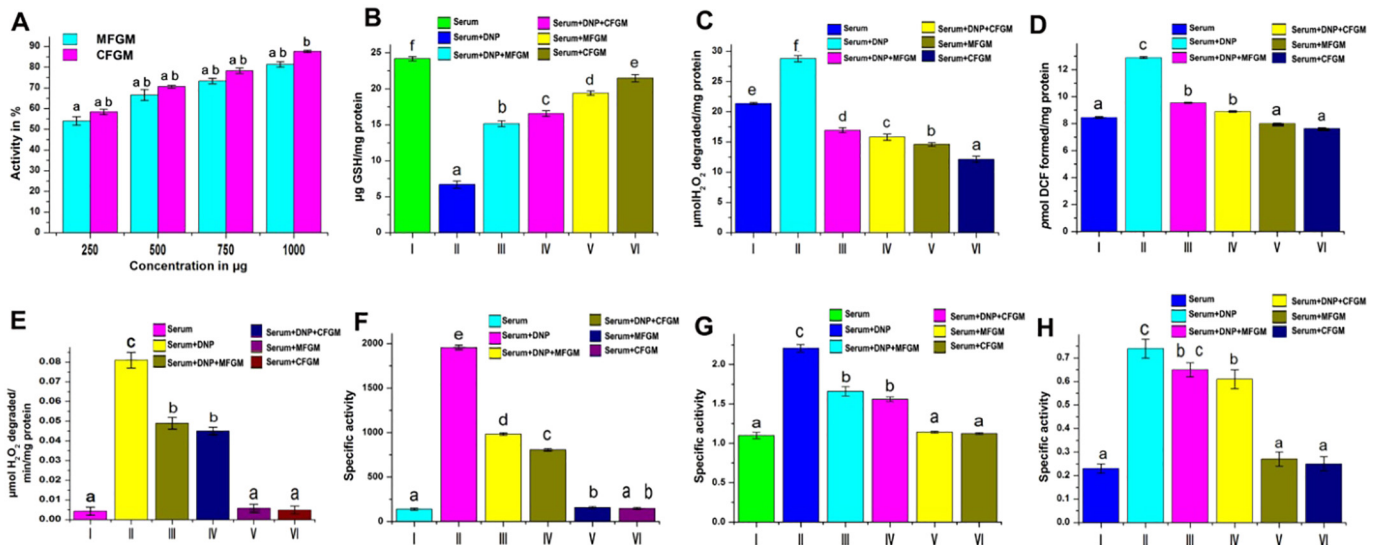 A
MFGM
CFGM
Activity in %
90
80
70
60
50
40
30
20
10
0
a
a b
a b
a b
a b
a b
a b
b
250
500
750
1000
Concentration in µg
B
Serum
Serum+DNP
Serum+DNP+MFGM
Serum+DNP+CFGM
Serum+MFGM
Serum+CFGM
µg GSH/mg protein
25
20
15
10
5
0
f
a
b
c
d
e
I
II
III
IV
V
VI
C
Serum
Serum+DNP
Serum+DNP+MFGM
Serum+DNP+CFGM
Serum+MFGM
Serum+CFGM
µmolH₂O₂ degraded/mg protein
30
25
20
15
10
5
0
e
f
d
c
b
a
I
II
III
IV
V
VI
D
Serum
Serum+DNP
Serum+DNP+MFGM
Serum+DNP+CFGM
Serum+MFGM
Serum+CFGM
pmol DCF formed/mg protein
12
10
8
6
4
2
0
a
c
b
b
a
a
I
II
III
IV
V
VI
E
Serum
Serum+DNP
Serum+DNP+MFGM
Serum+DNP+CFGM
Serum+MFGM
Serum+CFGM
µmol H₂O₂ degraded/
min/mg protein
0.08
0.07
0.06
0.05
0.04
0.03
0.02
0.01
0.00
a
c
b
b
a
a
I
II
III
IV
V
VI
F
Serum
Serum+DNP
Serum+DNP+MFGM
Serum+DNP+CFGM
Serum+MFGM
Serum+CFGM
Specific activity
2000
1500
1000
500
0
a
e
d
c
b
a b
I
II
III
IV
V
VI
G
Serum
Serum+DNP
Serum+DNP+MFGM
Serum+DNP+CFGM
Serum+MFGM
Serum+CFGM
Specific acitivity
2.0
1.5
1.0
0.5
0.0
a
c
b
b
a
a
I
II
III
IV
V
VI
H
Serum
Serum+DNP
Serum+DNP+MFGM
Serum+DNP+CFGM
Serum+MFGM
Serum+CFGM
Specific acitivity
0.7
0.6
0.5
0.4
0.3
0.2
0.1
0.0
a
c
b c
b
a
a
I
II
III
IV
V
VI